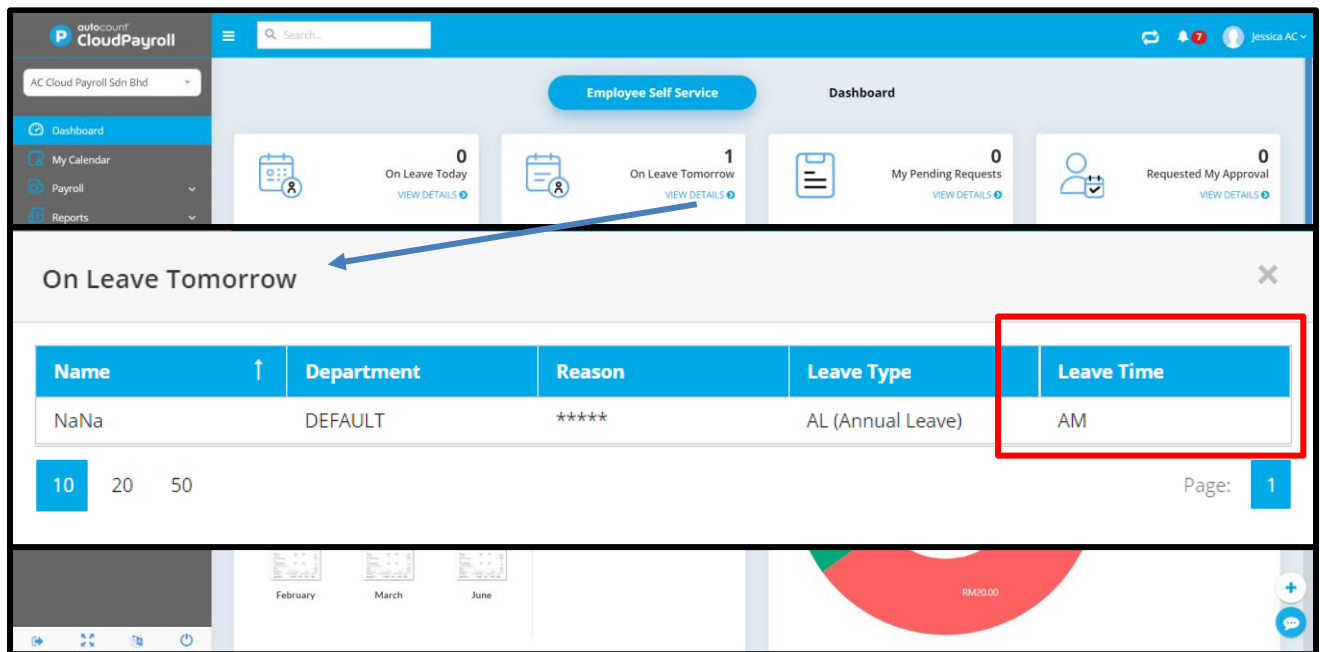 autocount
CloudPayroll
Search...
7
Jessica AC
AC Cloud Payroll Sdn Bhd
Employee Self Service
Dashboard
Dashboard
My Calendar
Payroll
Reports
0
On Leave Today
VIEW DETAILS
1
On Leave Tomorrow
VIEW DETAILS
0
My Pending Requests
VIEW DETAILS
0
Requested My Approval
VIEW DETAILS
On Leave Tomorrow
Name Department Reason Leave Type Leave Time
NaNa DEFAULT ***** AL (Annual Leave) AM
10 20 50 Page: 1
February March June
RM20.00